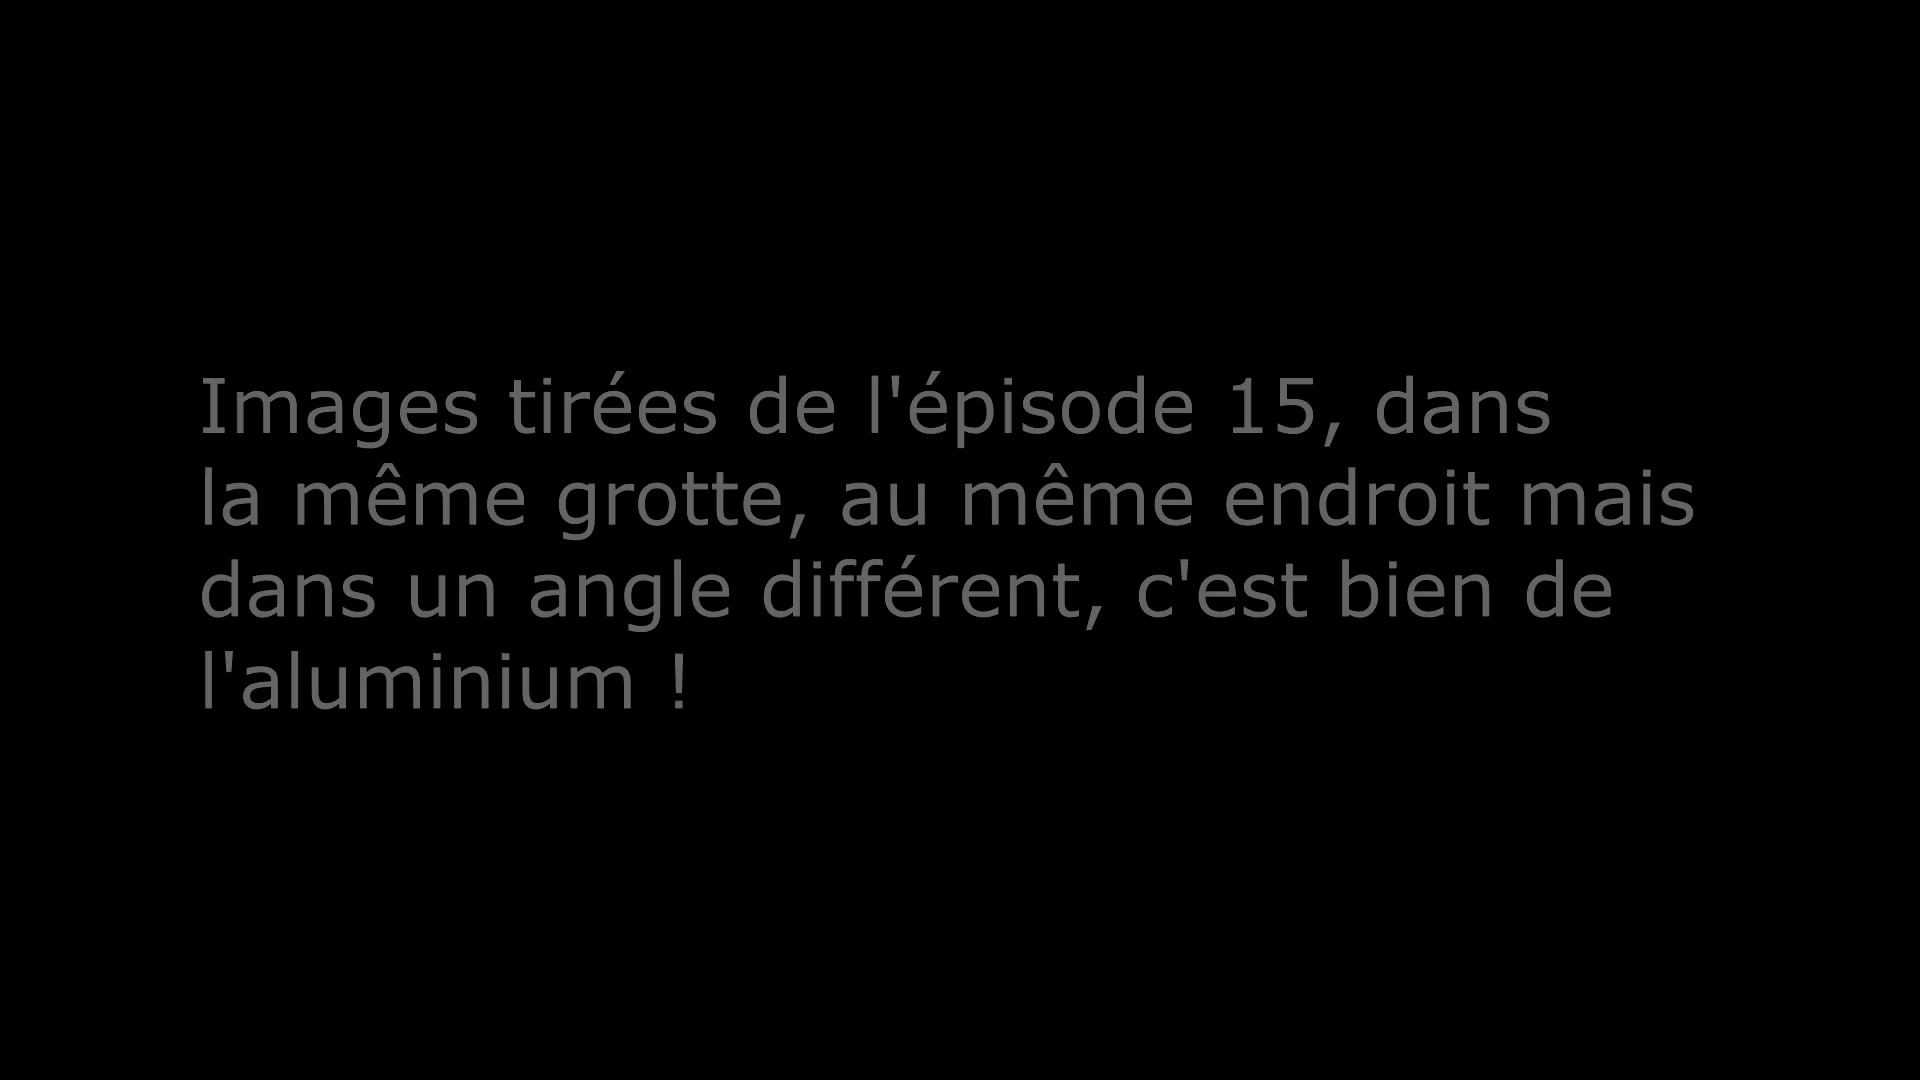 Images tirées de l'épisode 15, dans
la même grotte, au même endroit mais
dans un angle différent, c'est bien de
l'aluminium !